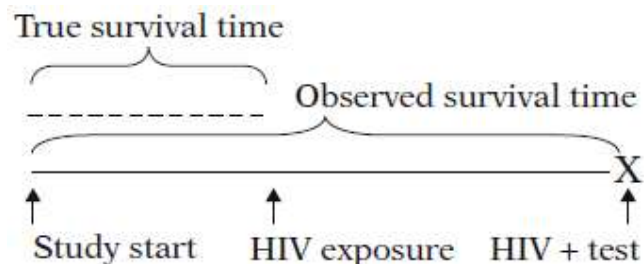 True survival time
Observed survival time
X
Study start HIV exposure HIV + test